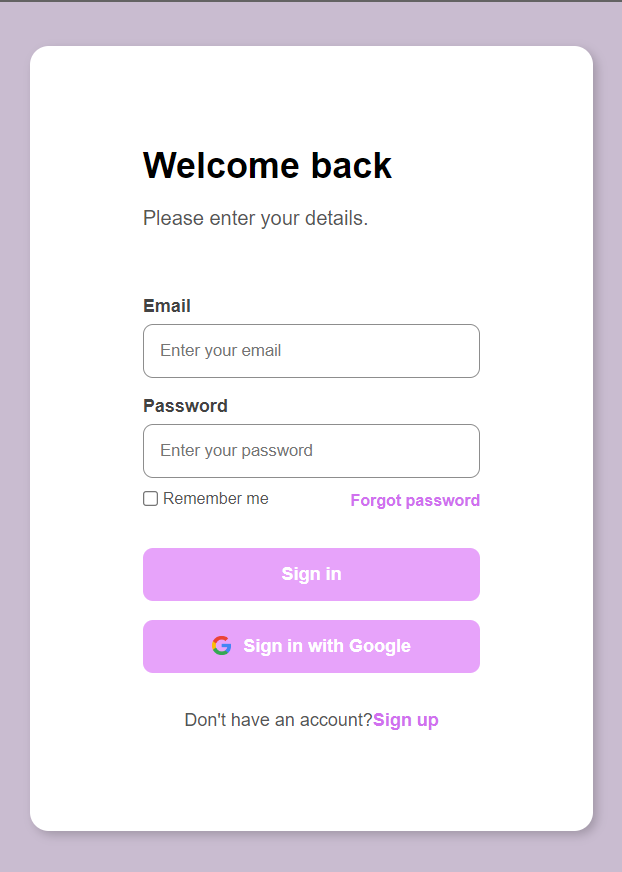 Welcome back
Please enter your details.
Email
Enter your email
Password
Enter your password
Remember me Forgot password
Sign in
Sign in with Google
Don't have an account?Sign up